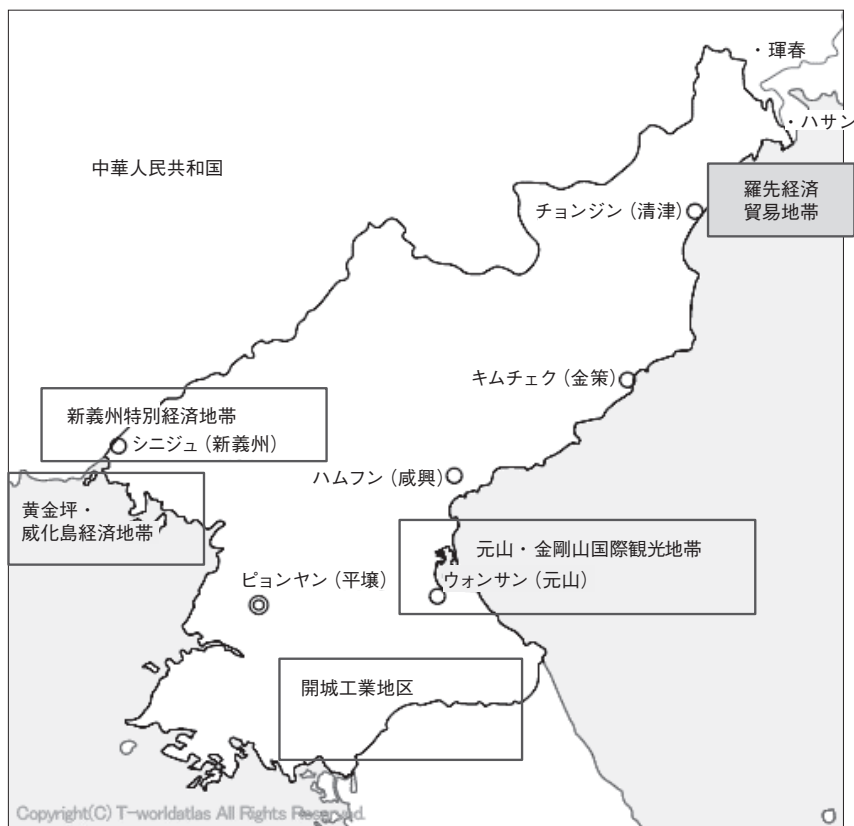 ・琿春
・ハサン
中華人民共和国
羅先経済
貿易地帯
チョンジン（清津）
キムチェク（金策）
新義州特別経済地帯
シニジュ（新義州）
ハムフン（咸興）
黄金坪・
威化島経済地帯
元山・金剛山国際観光地帯
ピョンヤン（平壌）
ウォンサン（元山）
開城工業地区
Copyright(C) T-worldatlas All Rights Reserved.